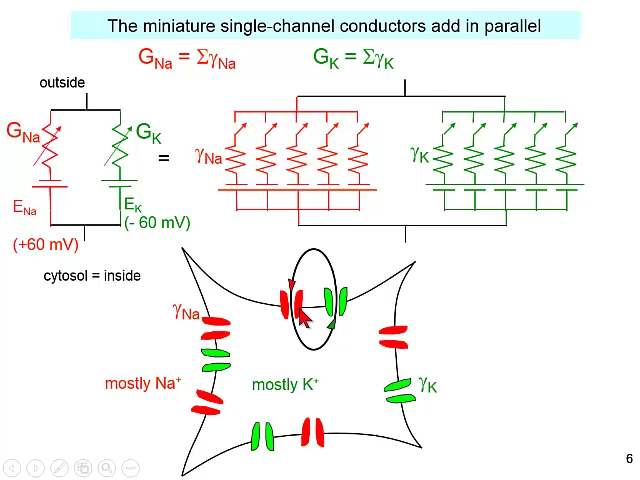 The miniature single-channel conductors add in parallel
G_Na = Σγ_Na
G_K = Σγ_K
outside
G_Na
G_K
=
γ_Na
γ_K
E_Na
(+60 mV)
E_K
(- 60 mV)
cytosol = inside
γ_Na
mostly Na⁺
mostly K⁺
γ_K
6